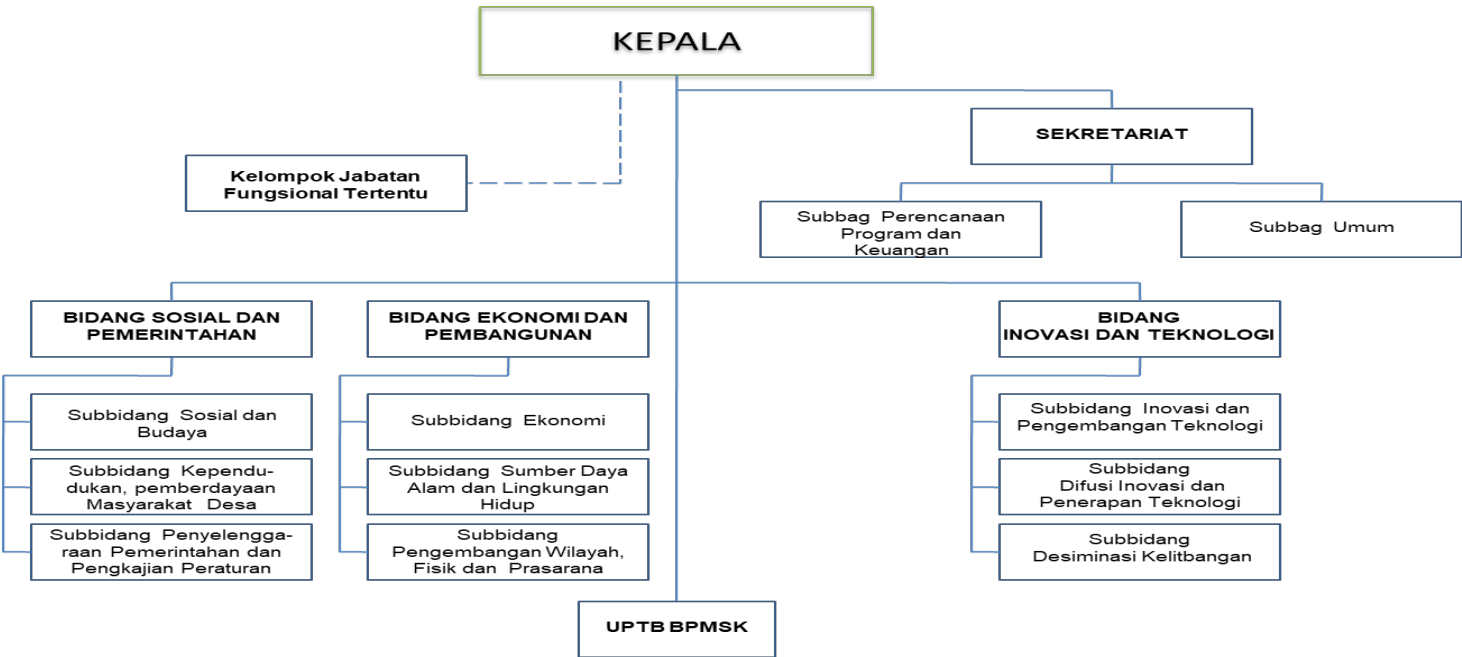 KEPALA
SEKRETARIAT
Kelompok Jabatan
Fungsional Tertentu
Subbag Perencanaan
Program dan
Keuangan
Subbag Umum
BIDANG SOSIAL DAN
PEMERINTAHAN
BIDANG EKONOMI DAN
PEMBANGUNAN
BIDANG
INOVASI DAN TEKNOLOGI
Subbidang Sosial dan
Budaya
Subbidang Ekonomi
Subbidang Inovasi dan
Pengembangan Teknologi
Subbidang Kependu-
dukan, pemberdayaan
Masyarakat Desa
Subbidang Sumber Daya
Alam dan Lingkungan
Hidup
Subbidang
Difusi Inovasi dan
Penerapan Teknologi
Subbidang Penyelengga-
raan Pemerintahan dan
Pengkajian Peraturan
Subbidang
Pengembangan Wilayah,
Fisik dan Prasarana
Subbidang
Desiminasi Kelitbangan
UPTB BPMSK